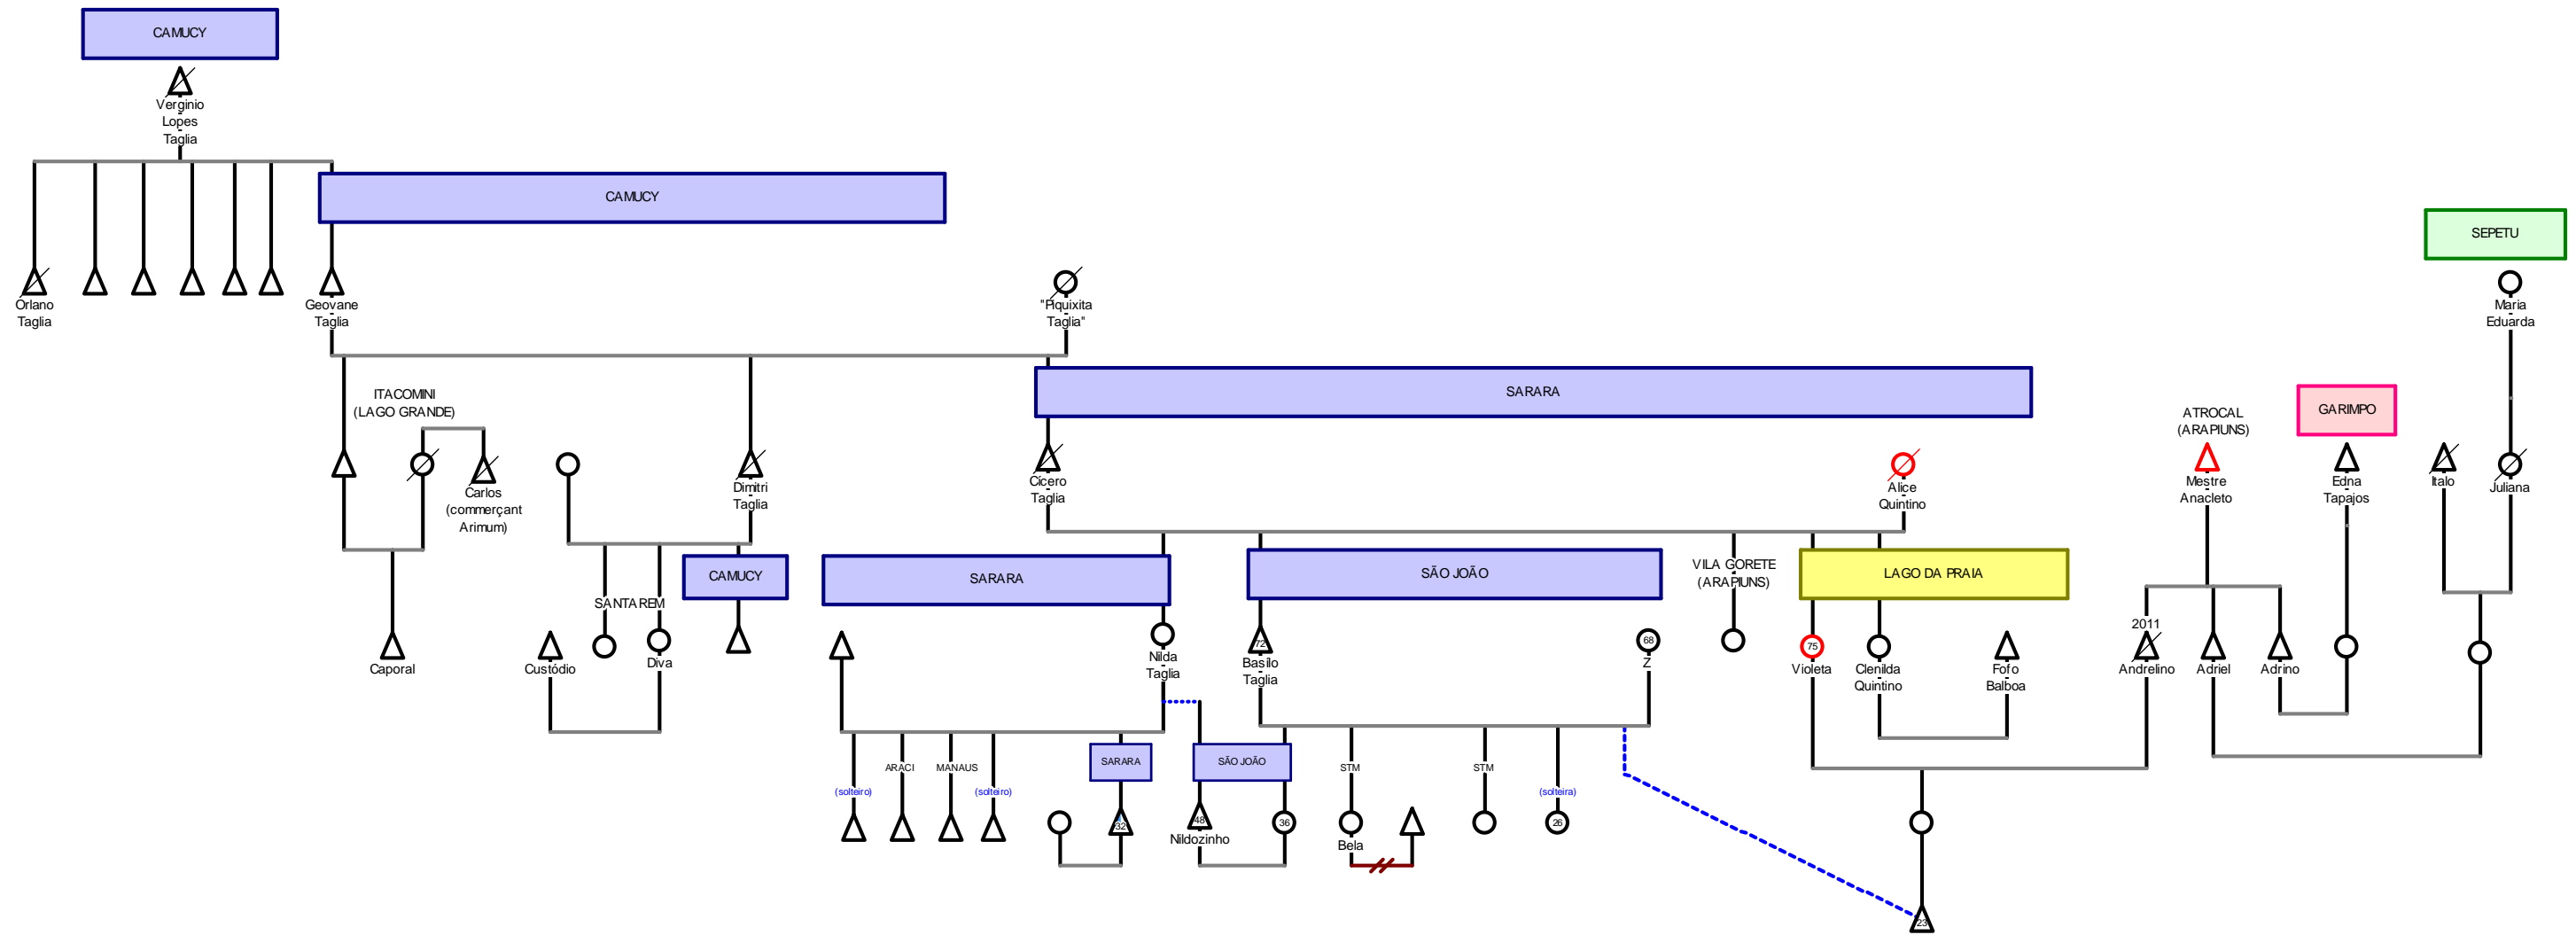 CAMUCY
Verginio
Lopes
Taglia
CAMUCY
SEPETU
Orlano
Taglia
Geovane
Taglia
"Piquixita
Taglia"
Maria
Eduarda
ITACOMINI
(LAGO GRANDE)
SARARA
GARIMPO
ATROCAL
(ARAPIUNS)
Carlos
(commerçant
Arimum)
Dimitri
Taglia
Cícero
Taglia
Alice
Quintino
Mestre
Anacleto
Edna
Tapajos
Italo
Juliana
SANTAREM
CAMUCY
SARARA
SÃO JOÃO
VILA GORETE
(ARAPIUNS)
LAGO DA PRAIA
2011
Caporal
Custódio
Diva
Nilda
Taglia
72
Basílo
Taglia
68
Z
75
Violeta
Clenilda
Quintino
Fofo
Balboa
Andrelino
Adriel
Adrino
(solteiro)
ARACI
MANAUS
(solteiro)
SARARA
SÃO JOÃO
STM
STM
(solteira)
32
48
Nildozinho
36
Bela
26
23